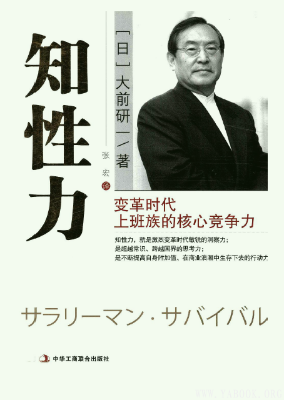 知性力
［日］大前研一／著
张宏 译
变革时代
上班族的核心竞争力
知性力，就是激烈变革时代敏锐的洞察力；
是超越常识、跨越国界的思考力；
是不断提高自身附加值，在商业浪潮中生存下去的行动力
サラリーマン・サバイバル
中华工商联合出版社